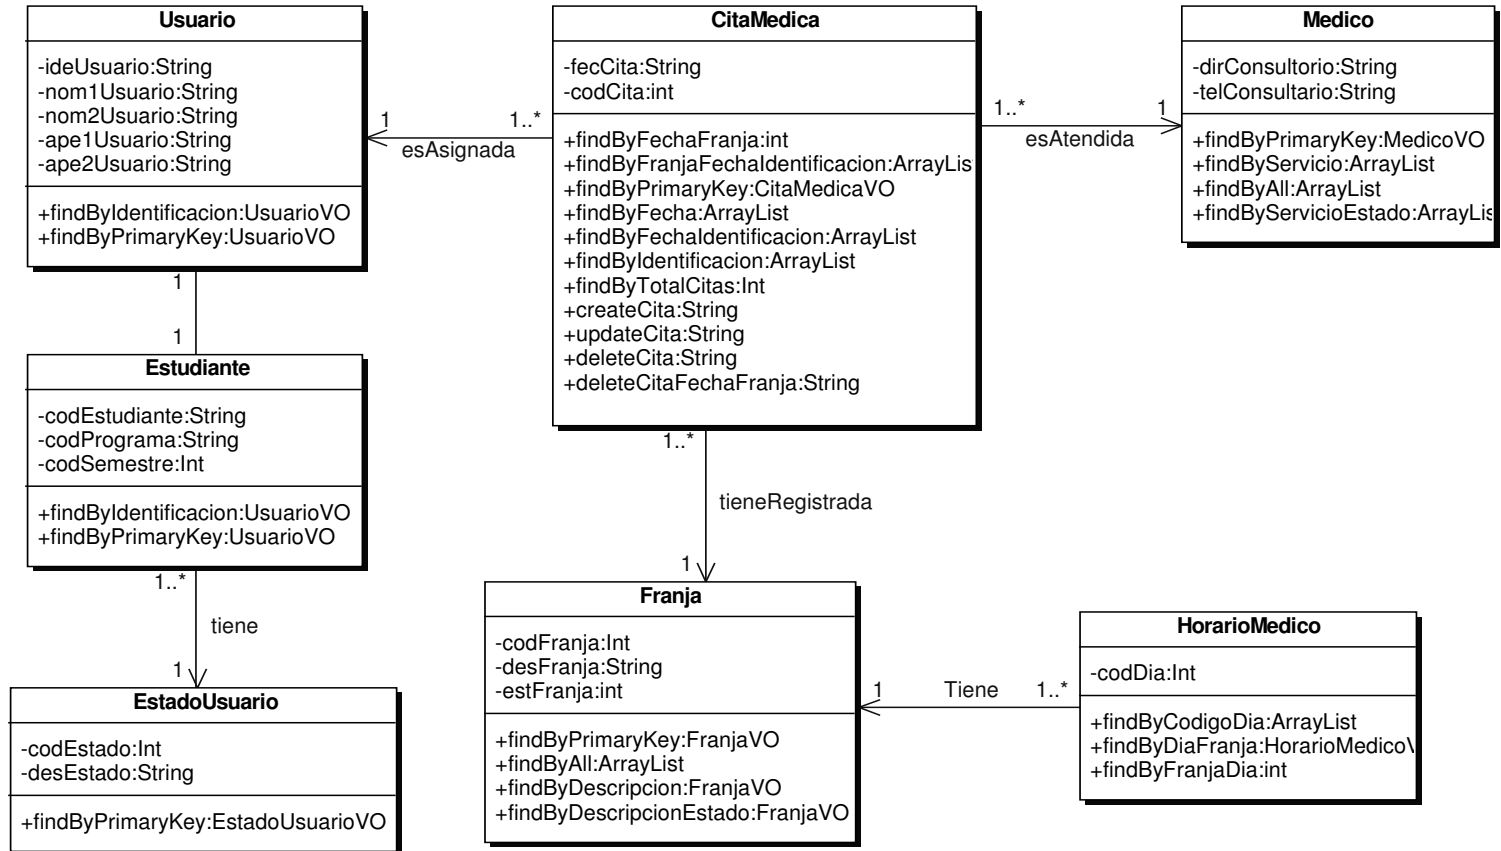 Usuario
-ideUsuario:String
-nom1Usuario:String
-nom2Usuario:String
-ape1Usuario:String
-ape2Usuario:String
+findByIdentificacion:UsuarioVO
+findByPrimaryKey:UsuarioVO
1
1..*
esAsignada
CitaMedica
-fecCita:String
-codCita:int
+findByFechaFranja:int
+findByFranjaFechaIdentificacion:ArrayLis
+findByPrimaryKey:CitaMedicaVO
+findByFecha:ArrayList
+findByFechaIdentificacion:ArrayList
+findByIdentificacion:ArrayList
+findByTotalCitas:Int
+createCita:String
+updateCita:String
+deleteCita:String
+deleteCitaFechaFranja:String
1..*
1
esAtendida
Medico
-dirConsultorio:String
-telConsultario:String
+findByPrimaryKey:MedicoVO
+findByServicio:ArrayList
+findByAll:ArrayList
+findByServicioEstado:ArrayLis
1
1
Estudiante
-codEstudiante:String
-codPrograma:String
-codSemestre:Int
+findByIdentificacion:UsuarioVO
+findByPrimaryKey:UsuarioVO
1..*
tiene
1
EstadoUsuario
-codEstado:Int
-desEstado:String
+findByPrimaryKey:EstadoUsuarioVO
1..*
tieneRegistrada
1
Franja
-codFranja:Int
-desFranja:String
-estFranja:int
+findByPrimaryKey:FranjaVO
+findByAll:ArrayList
+findByDescripcion:FranjaVO
+findByDescripcionEstado:FranjaVO
1
Tiene
1..*
HorarioMedico
-codDia:Int
+findByCodigoDia:ArrayList
+findByDiaFranja:HorarioMedicoV
+findByFranjaDia:int